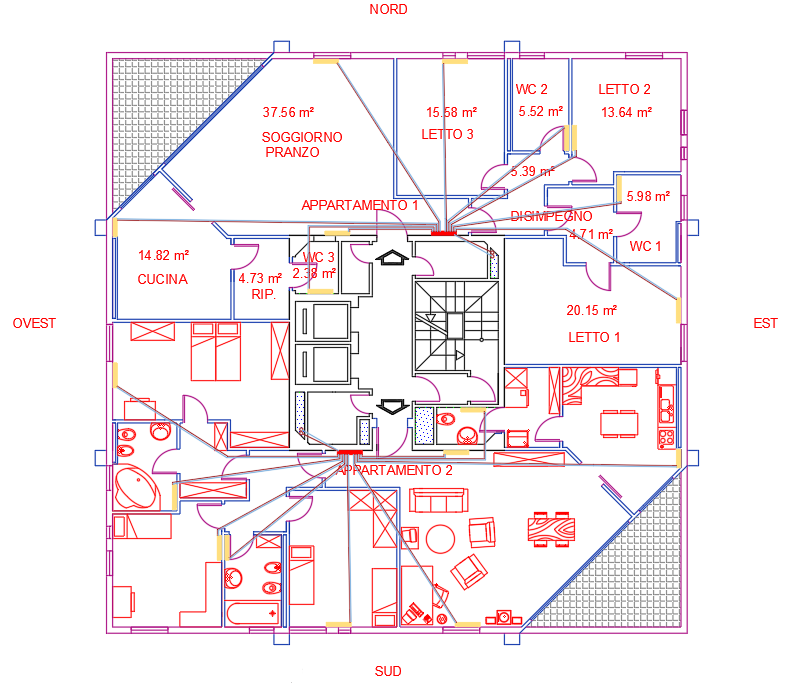 NORD
37.56 m²
SOGGIORNO
PRANZO
15.58 m²
LETTO 3
WC 2
5.52 m²
LETTO 2
13.64 m²
5.39 m²
5.98 m²
APPARTAMENTO 1
DISIMPEGNO
4.71 m²
WC 1
14.82 m²
CUCINA
4.73 m²
RIP.
WC 3
2.38 m²
20.15 m²
LETTO 1
OVEST
EST
APPARTAMENTO 2
SUD